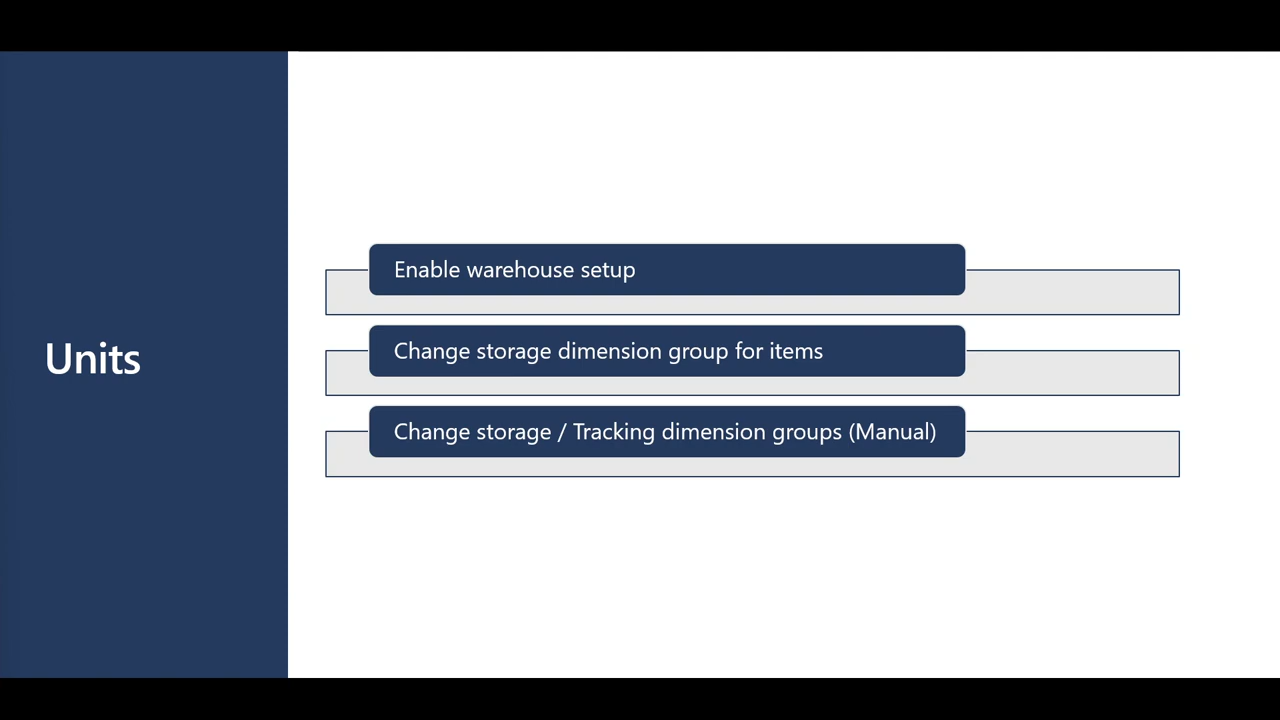 Units
Enable warehouse setup
Change storage dimension group for items
Change storage / Tracking dimension groups (Manual)